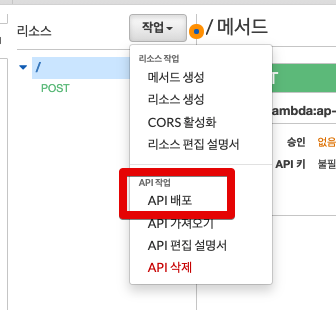 리소스
작업
/ 메서드
리소스 작업
/
메서드 생성
POST
리소스 생성
CORS 활성화
ambda:ap-
리소스 편집 설명서
승인 없음
API 키
API 작업
API 배포
API 가져오기
API 편집 설명서
API 삭제